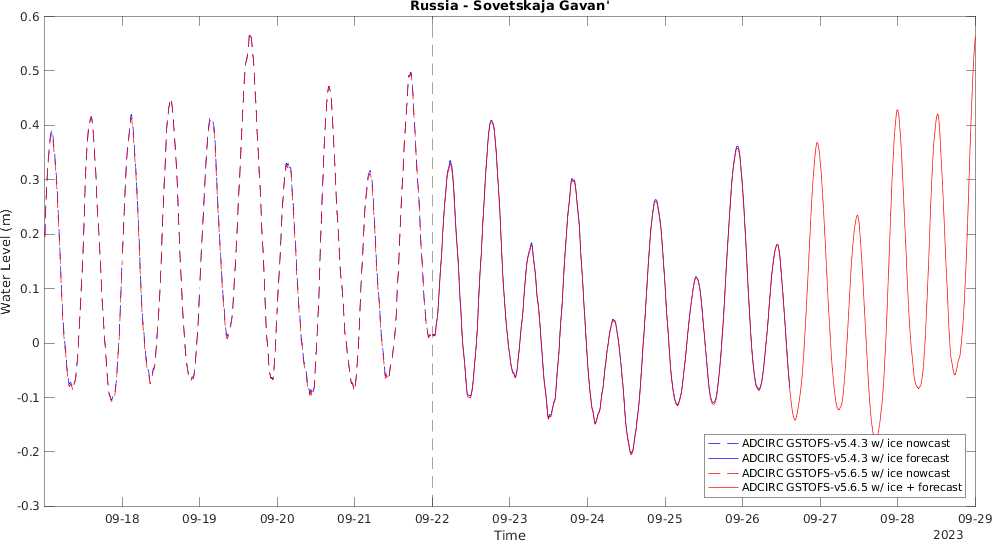 Russia - Sovetskaja Gavan'
0.6
0.5
0.4
0.3
0.2
0.1
0
-0.1
-0.2
-0.3
Water Level (m)
ADCIRC GSTOFS-v5.4.3 w/ ice nowcast
ADCIRC GSTOFS-v5.4.3 w/ ice forecast
ADCIRC GSTOFS-v5.6.5 w/ ice nowcast
ADCIRC GSTOFS-v5.6.5 w/ ice + forecast
09-18 09-19 09-20 09-21 09-22 09-23 09-24 09-25 09-26 09-27 09-28 09-29
Time
2023